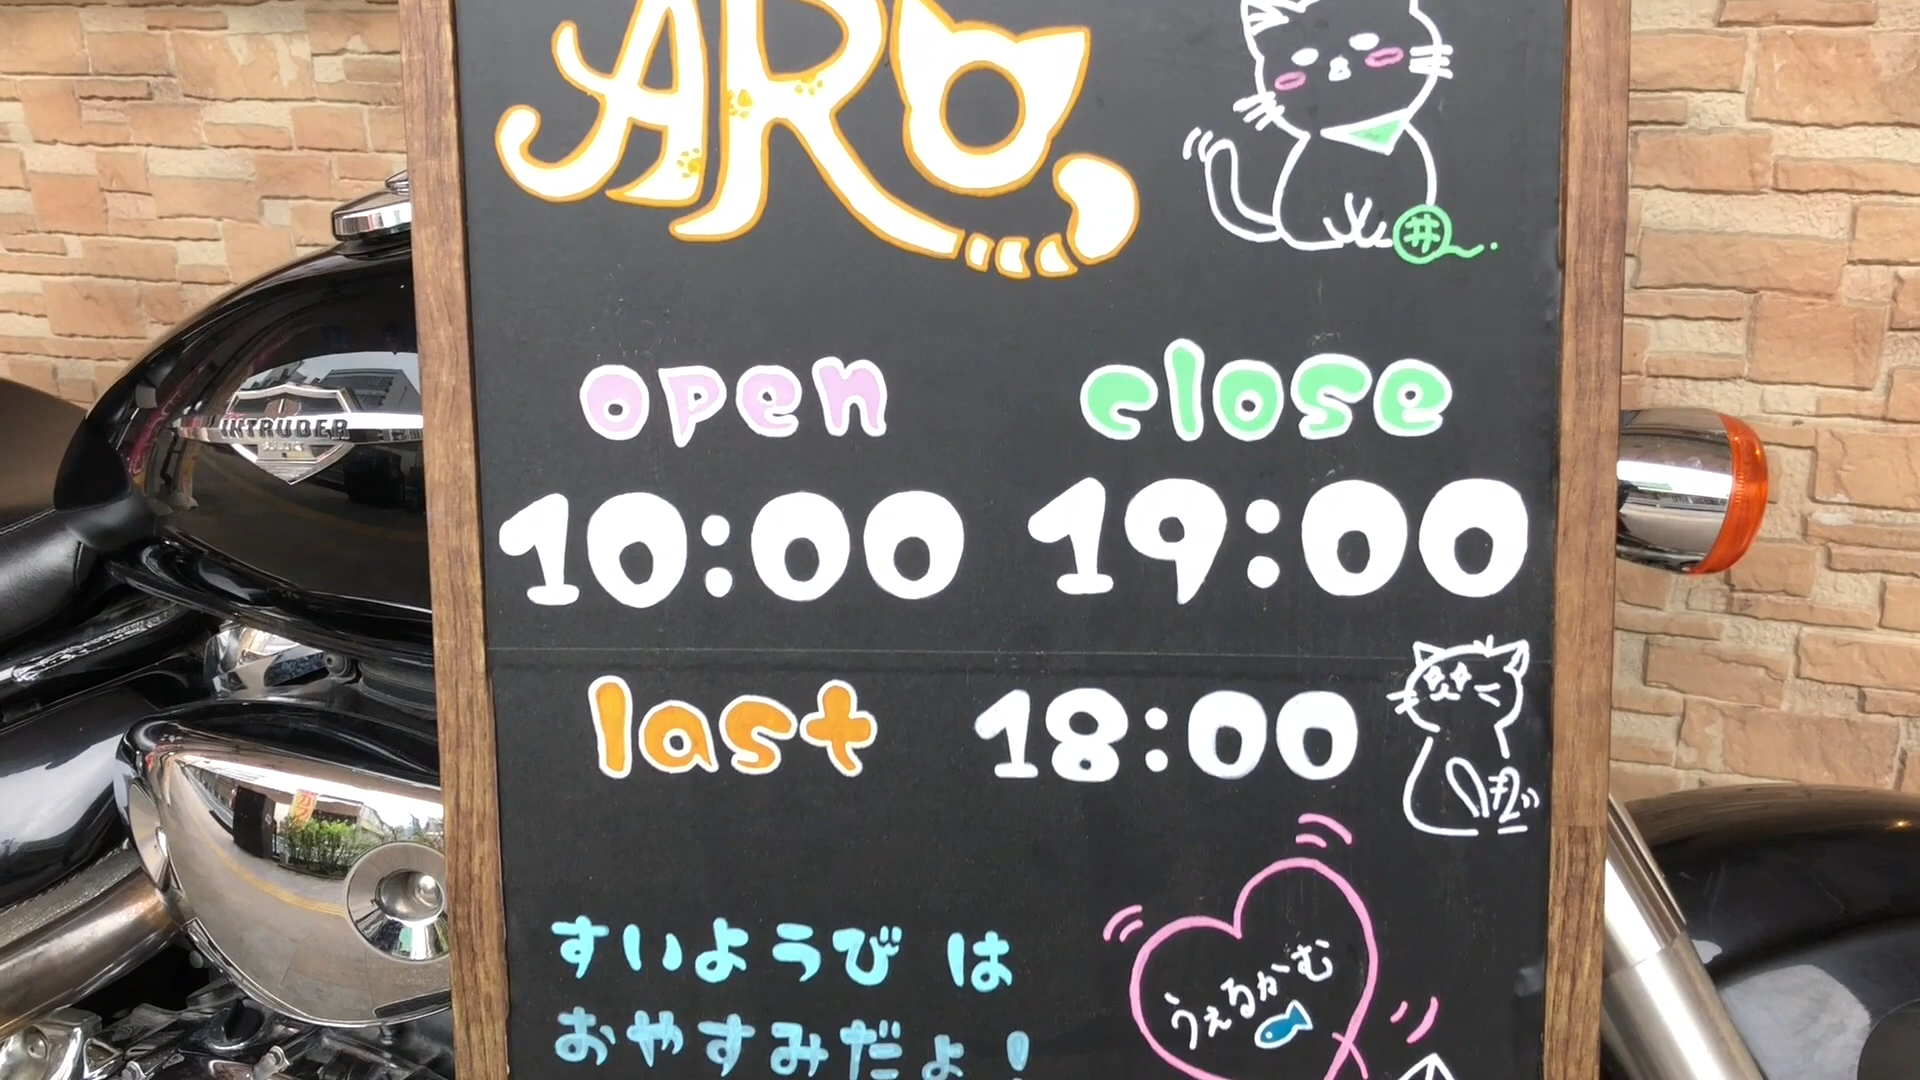 ARO
open close
10:00 19:00
last 18:00
すいようび は
おやすみだよ！
うぇるかむ
INTRUDER